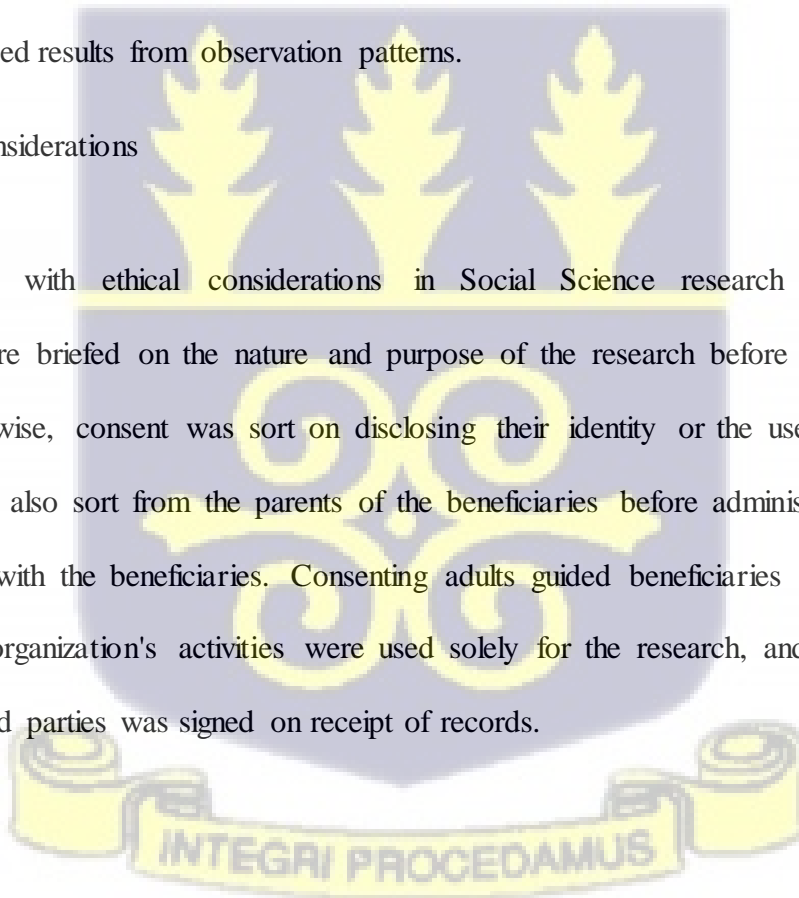 ed results from observation patterns.
nsiderations
with ethical considerations in Social Science research
re briefed on the nature and purpose of the research before
wise, consent was sort on disclosing their identity or the use
also sort from the parents of the beneficiaries before adminis
with the beneficiaries. Consenting adults guided beneficiaries
organization's activities were used solely for the research, and
d parties was signed on receipt of records.
INTEGRI PROCEDAMUS